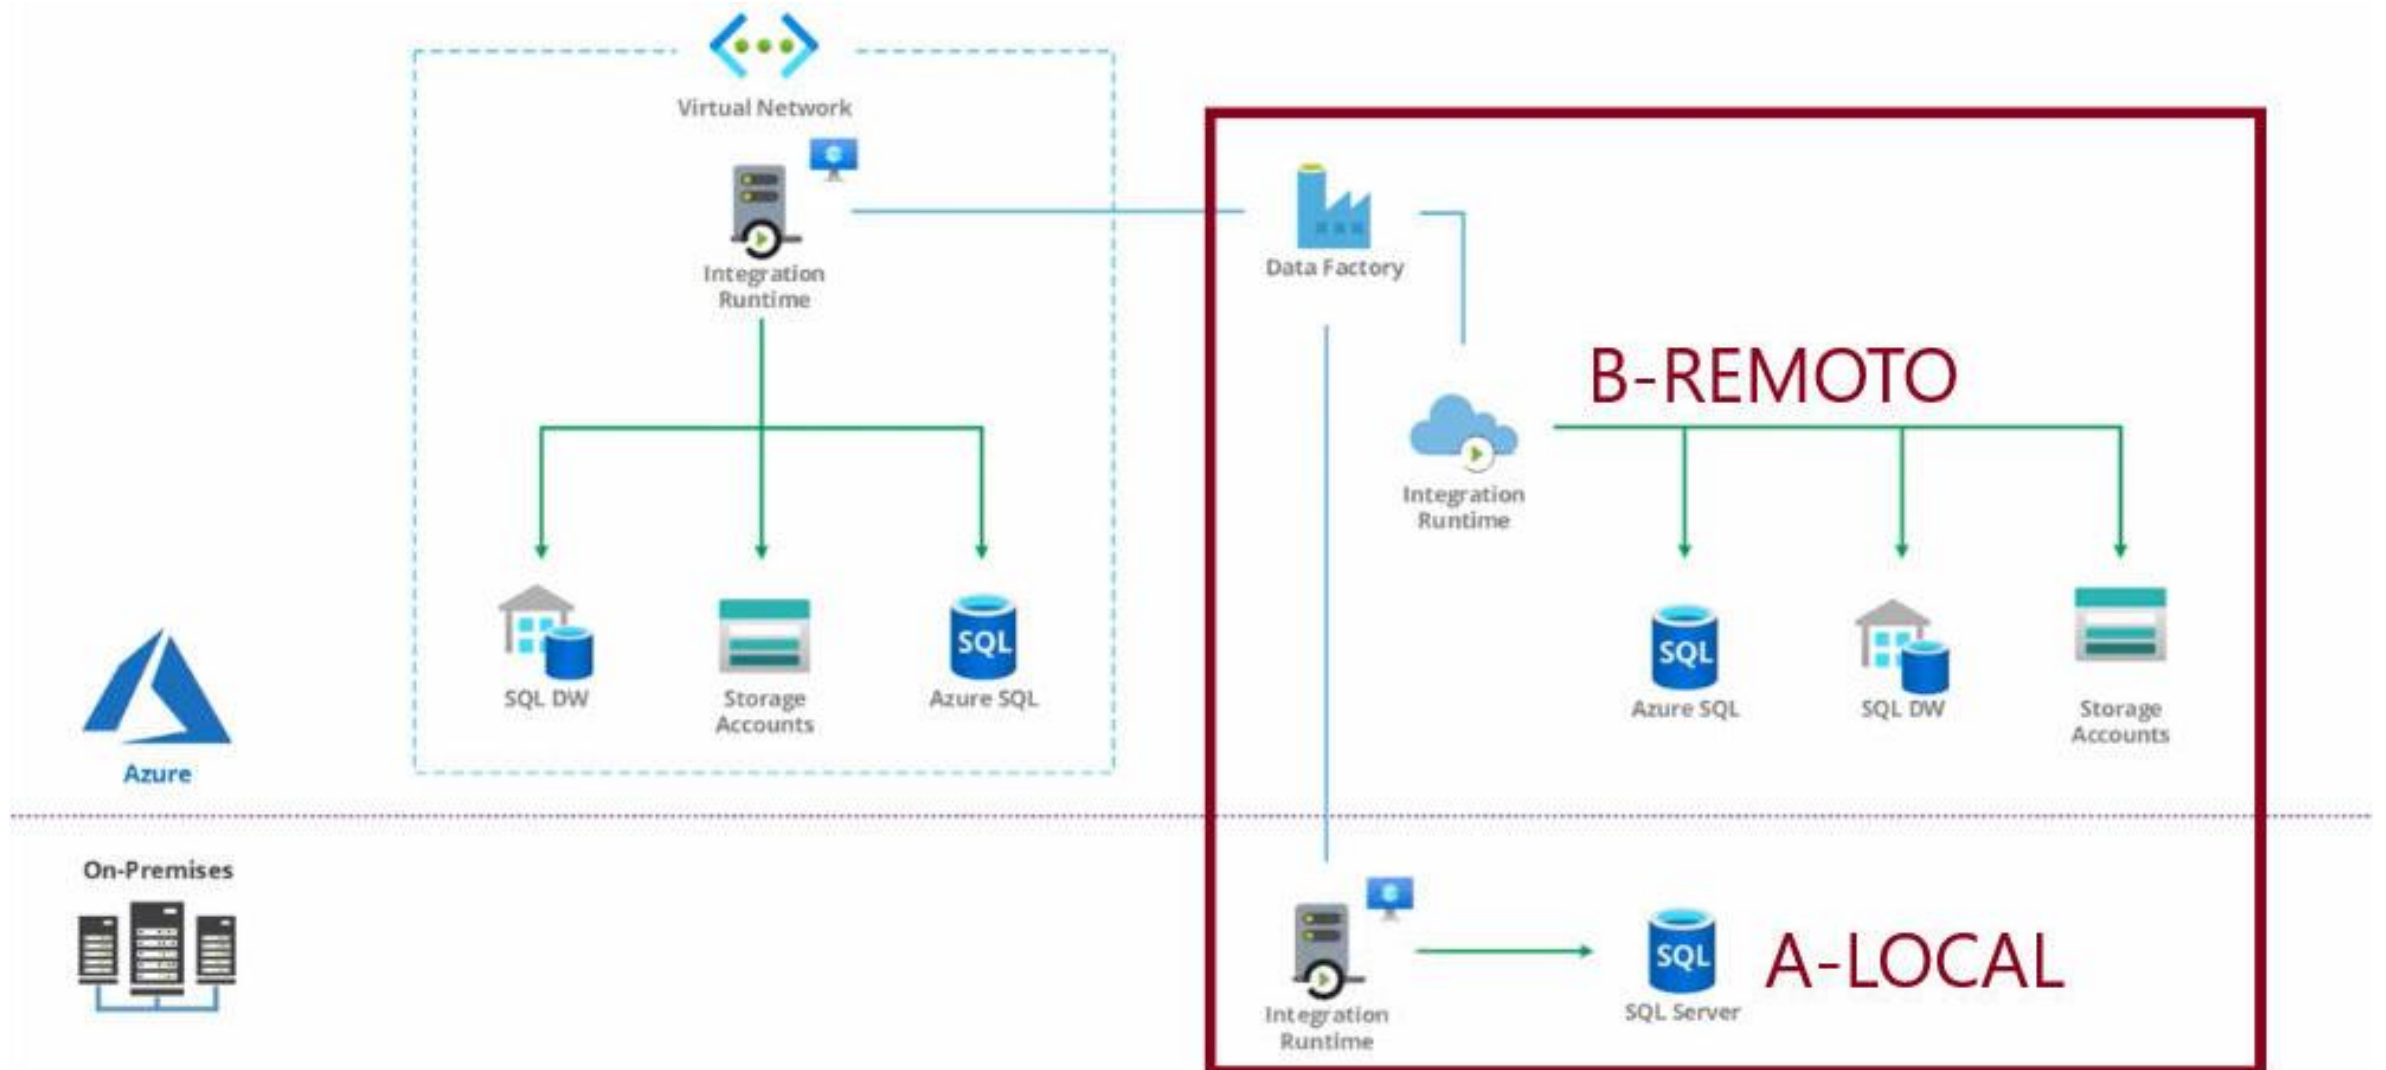 Virtual Network
Integration
Runtime
Data Factory
B-REMOTO
Integration
Runtime
SQL
SQL DW
Storage
Accounts
Azure SQL
SQL
Azure SQL
SQL DW
Storage
Accounts
Azure
On-Premises
Integration
Runtime
SQL
SQL Server
A-LOCAL